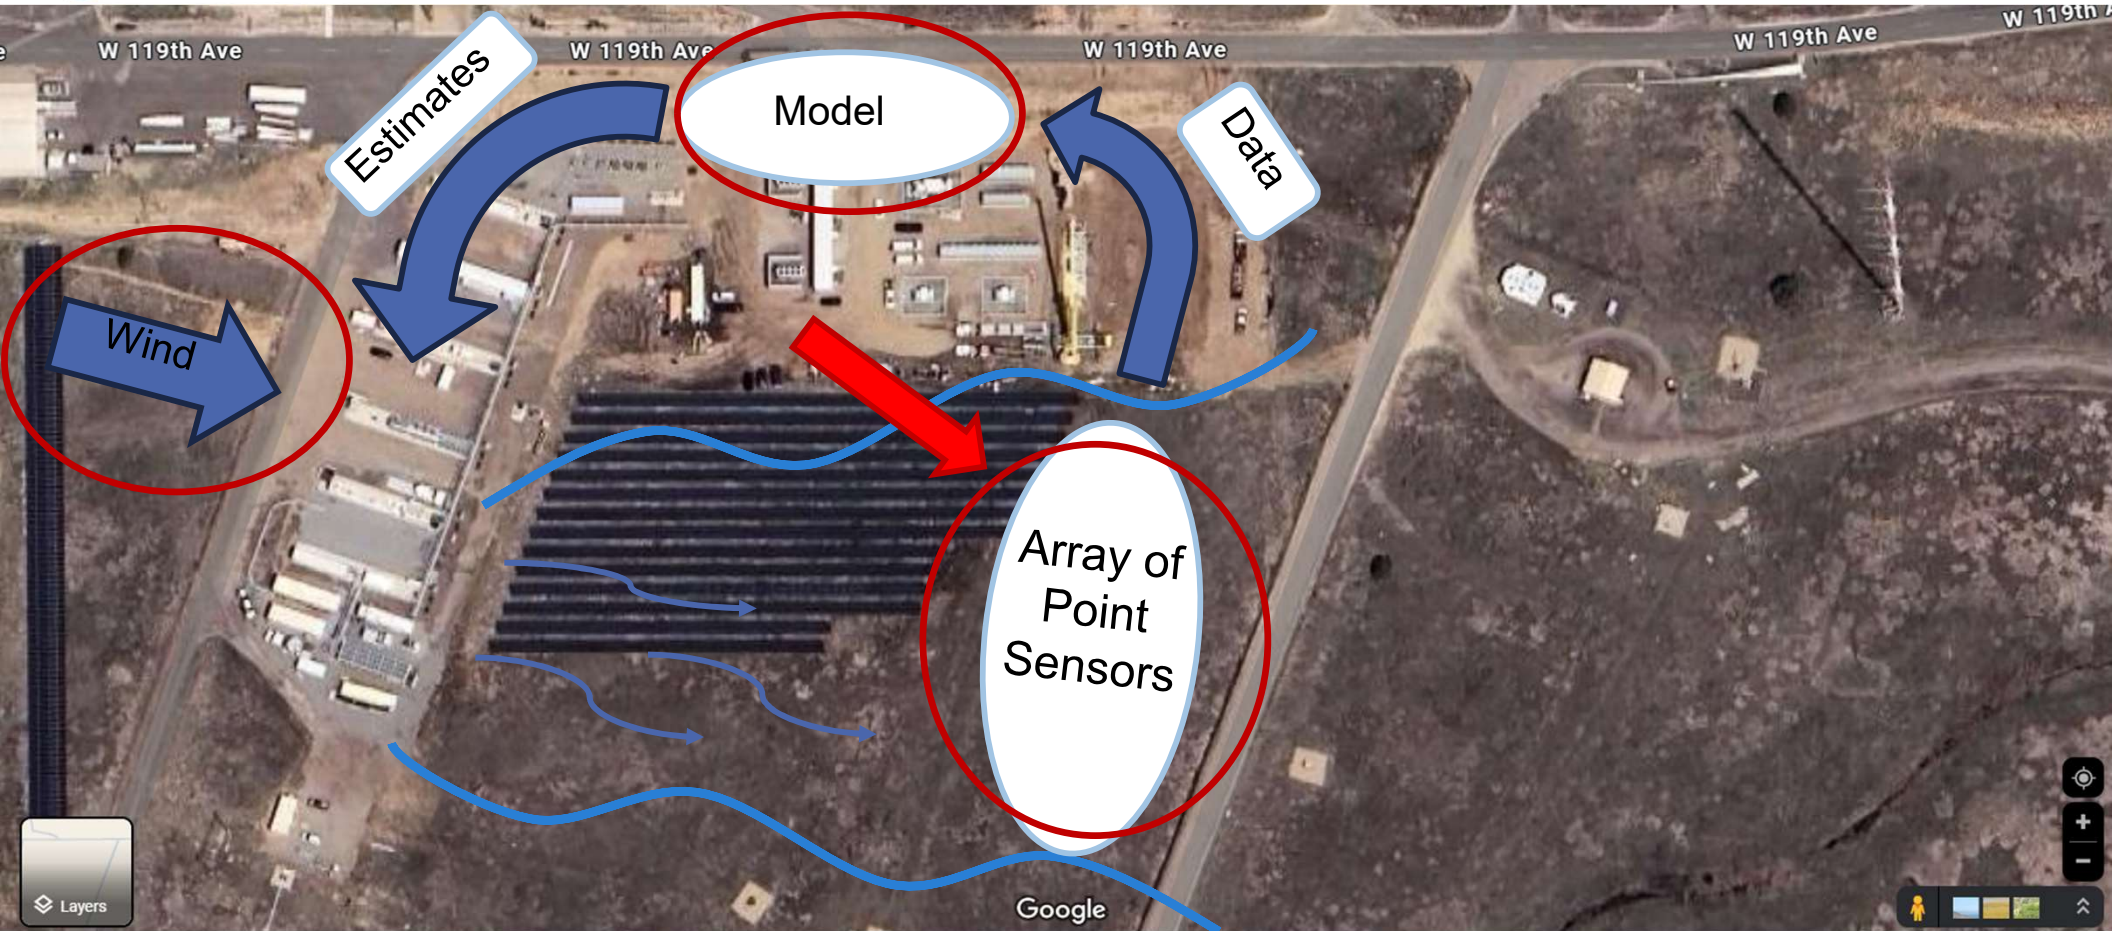 W 119th Ave
W 119th Ave
W 119th Ave
W 119th Ave
W 119th
Estimates
Model
Data
Wind
Array of
Point
Sensors
Layers
Google